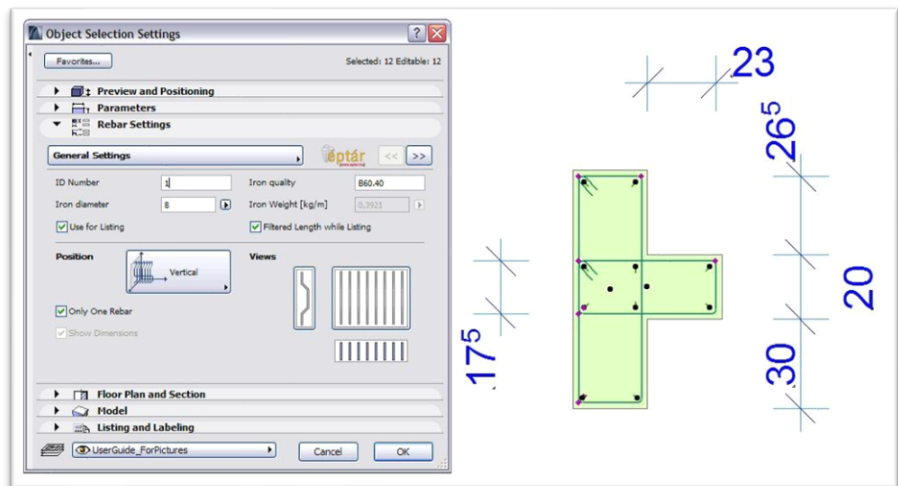 Object Selection Settings
Favorites...
Selected: 12 Editable: 12
Preview and Positioning
Parameters
Rebar Settings
General Settings
éptár
<<
>>
ID Number
1
Iron quality
B60.40
Iron diameter
8
Iron Weight [kg/m]
0.3921
Use for Listing
Filtered Length while Listing
Position
Vertical
Views
Only One Rebar
Show Dimensions
Floor Plan and Section
Model
Listing and Labeling
UserGuide_ForPictures
Cancel
OK
23
26⁵
20
17⁵
30